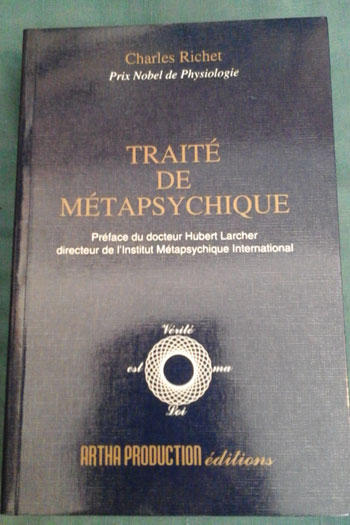 Charles Richet
Prix Nobel de Physiologie
TRAITÉ
DE
MÉTAPSYCHIQUE
Préface du docteur Hubert Larcher
directeur de l'Institut Métapsychique International
Vérité
est ma
Loi
ARTHA PRODUCTION éditions